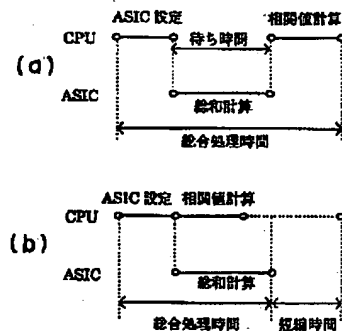 ASIC 設定
相関値計算
CPU
待ち時間
(a)
ASIC
総和計算
総合処理時間
ASIC 設定 相関値計算
CPU
(b)
ASIC
総和計算
総合処理時間
短縮時間